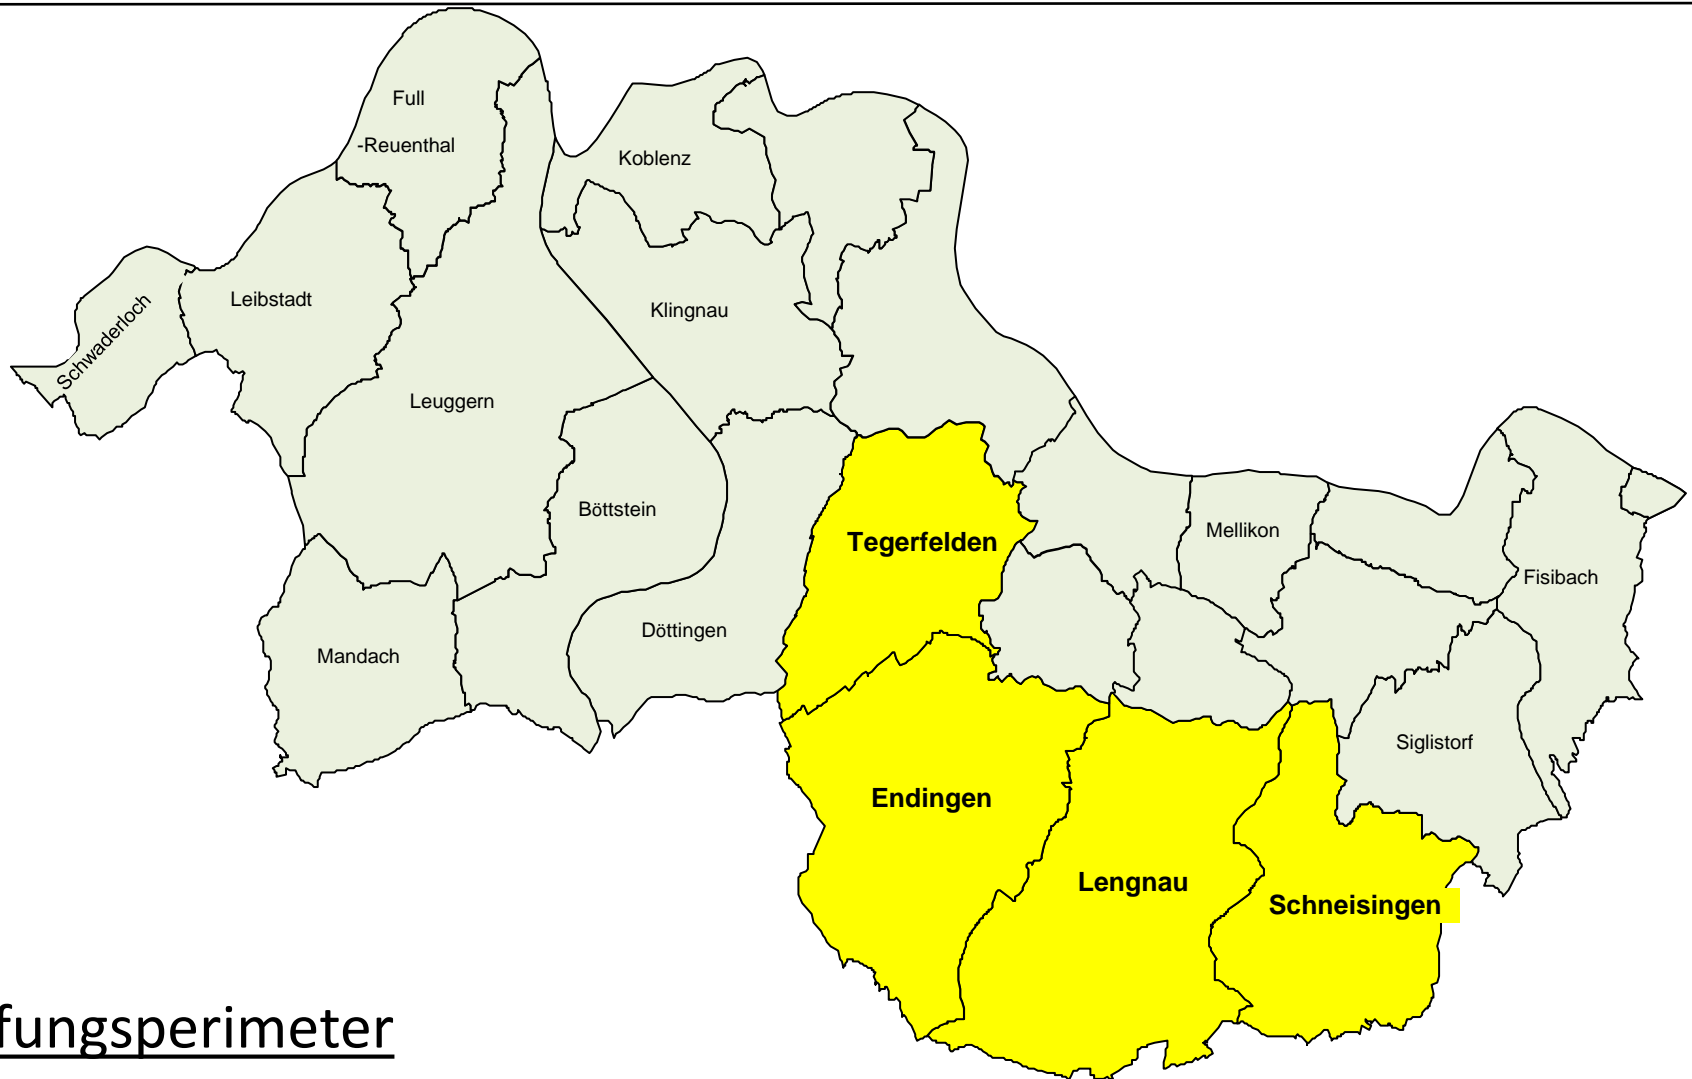 Full
-Reuenthal
Koblenz
Leibstadt
Schwaderloch
Klingnau
Leuggern
Böttstein
Tegerfelden
Mellikon
Fisibach
Döttingen
Mandach
Siglistorf
Endingen
Lengnau
Schneisingen
fungsperimeter